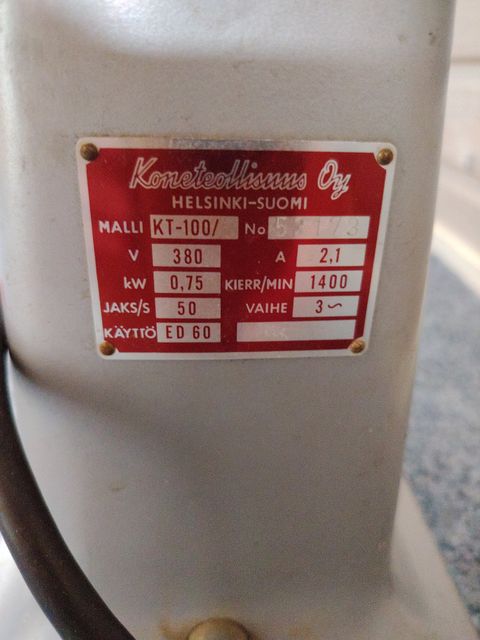 Koneteollisuus Oy
HELSINKI-SUOMI
MALLI KT-100/ No
V 380 A 2,1
kW 0,75 KIERR/MIN 1400
JAKS/S 50 VAIHE 3~
KÄYTTÖ ED 60